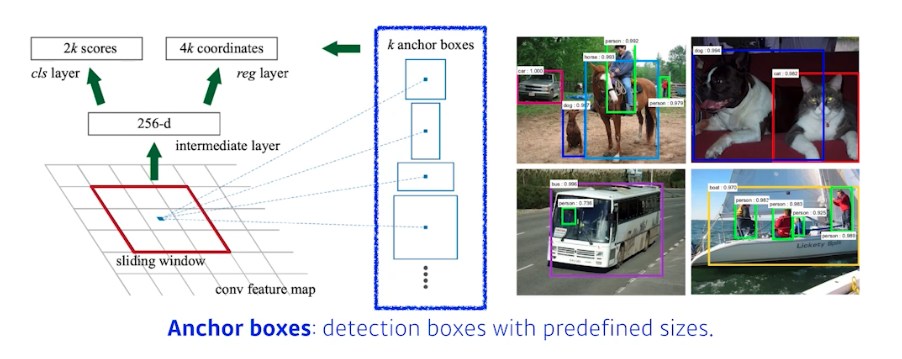 2k scores
4k coordinates
k anchor boxes
cls layer
reg layer
256-d
intermediate layer
sliding window
conv feature map
person : 0.992
horse : 0.993
car : 1.000
dog : 0.997
person : 0.979
dog : 0.994
cat : 0.982
bus : 0.996
person : 0.736
boat : 0.970
person : 0.983
person : 0.925
person : 0.989
Lickety Split
Anchor boxes: detection boxes with predefined sizes.